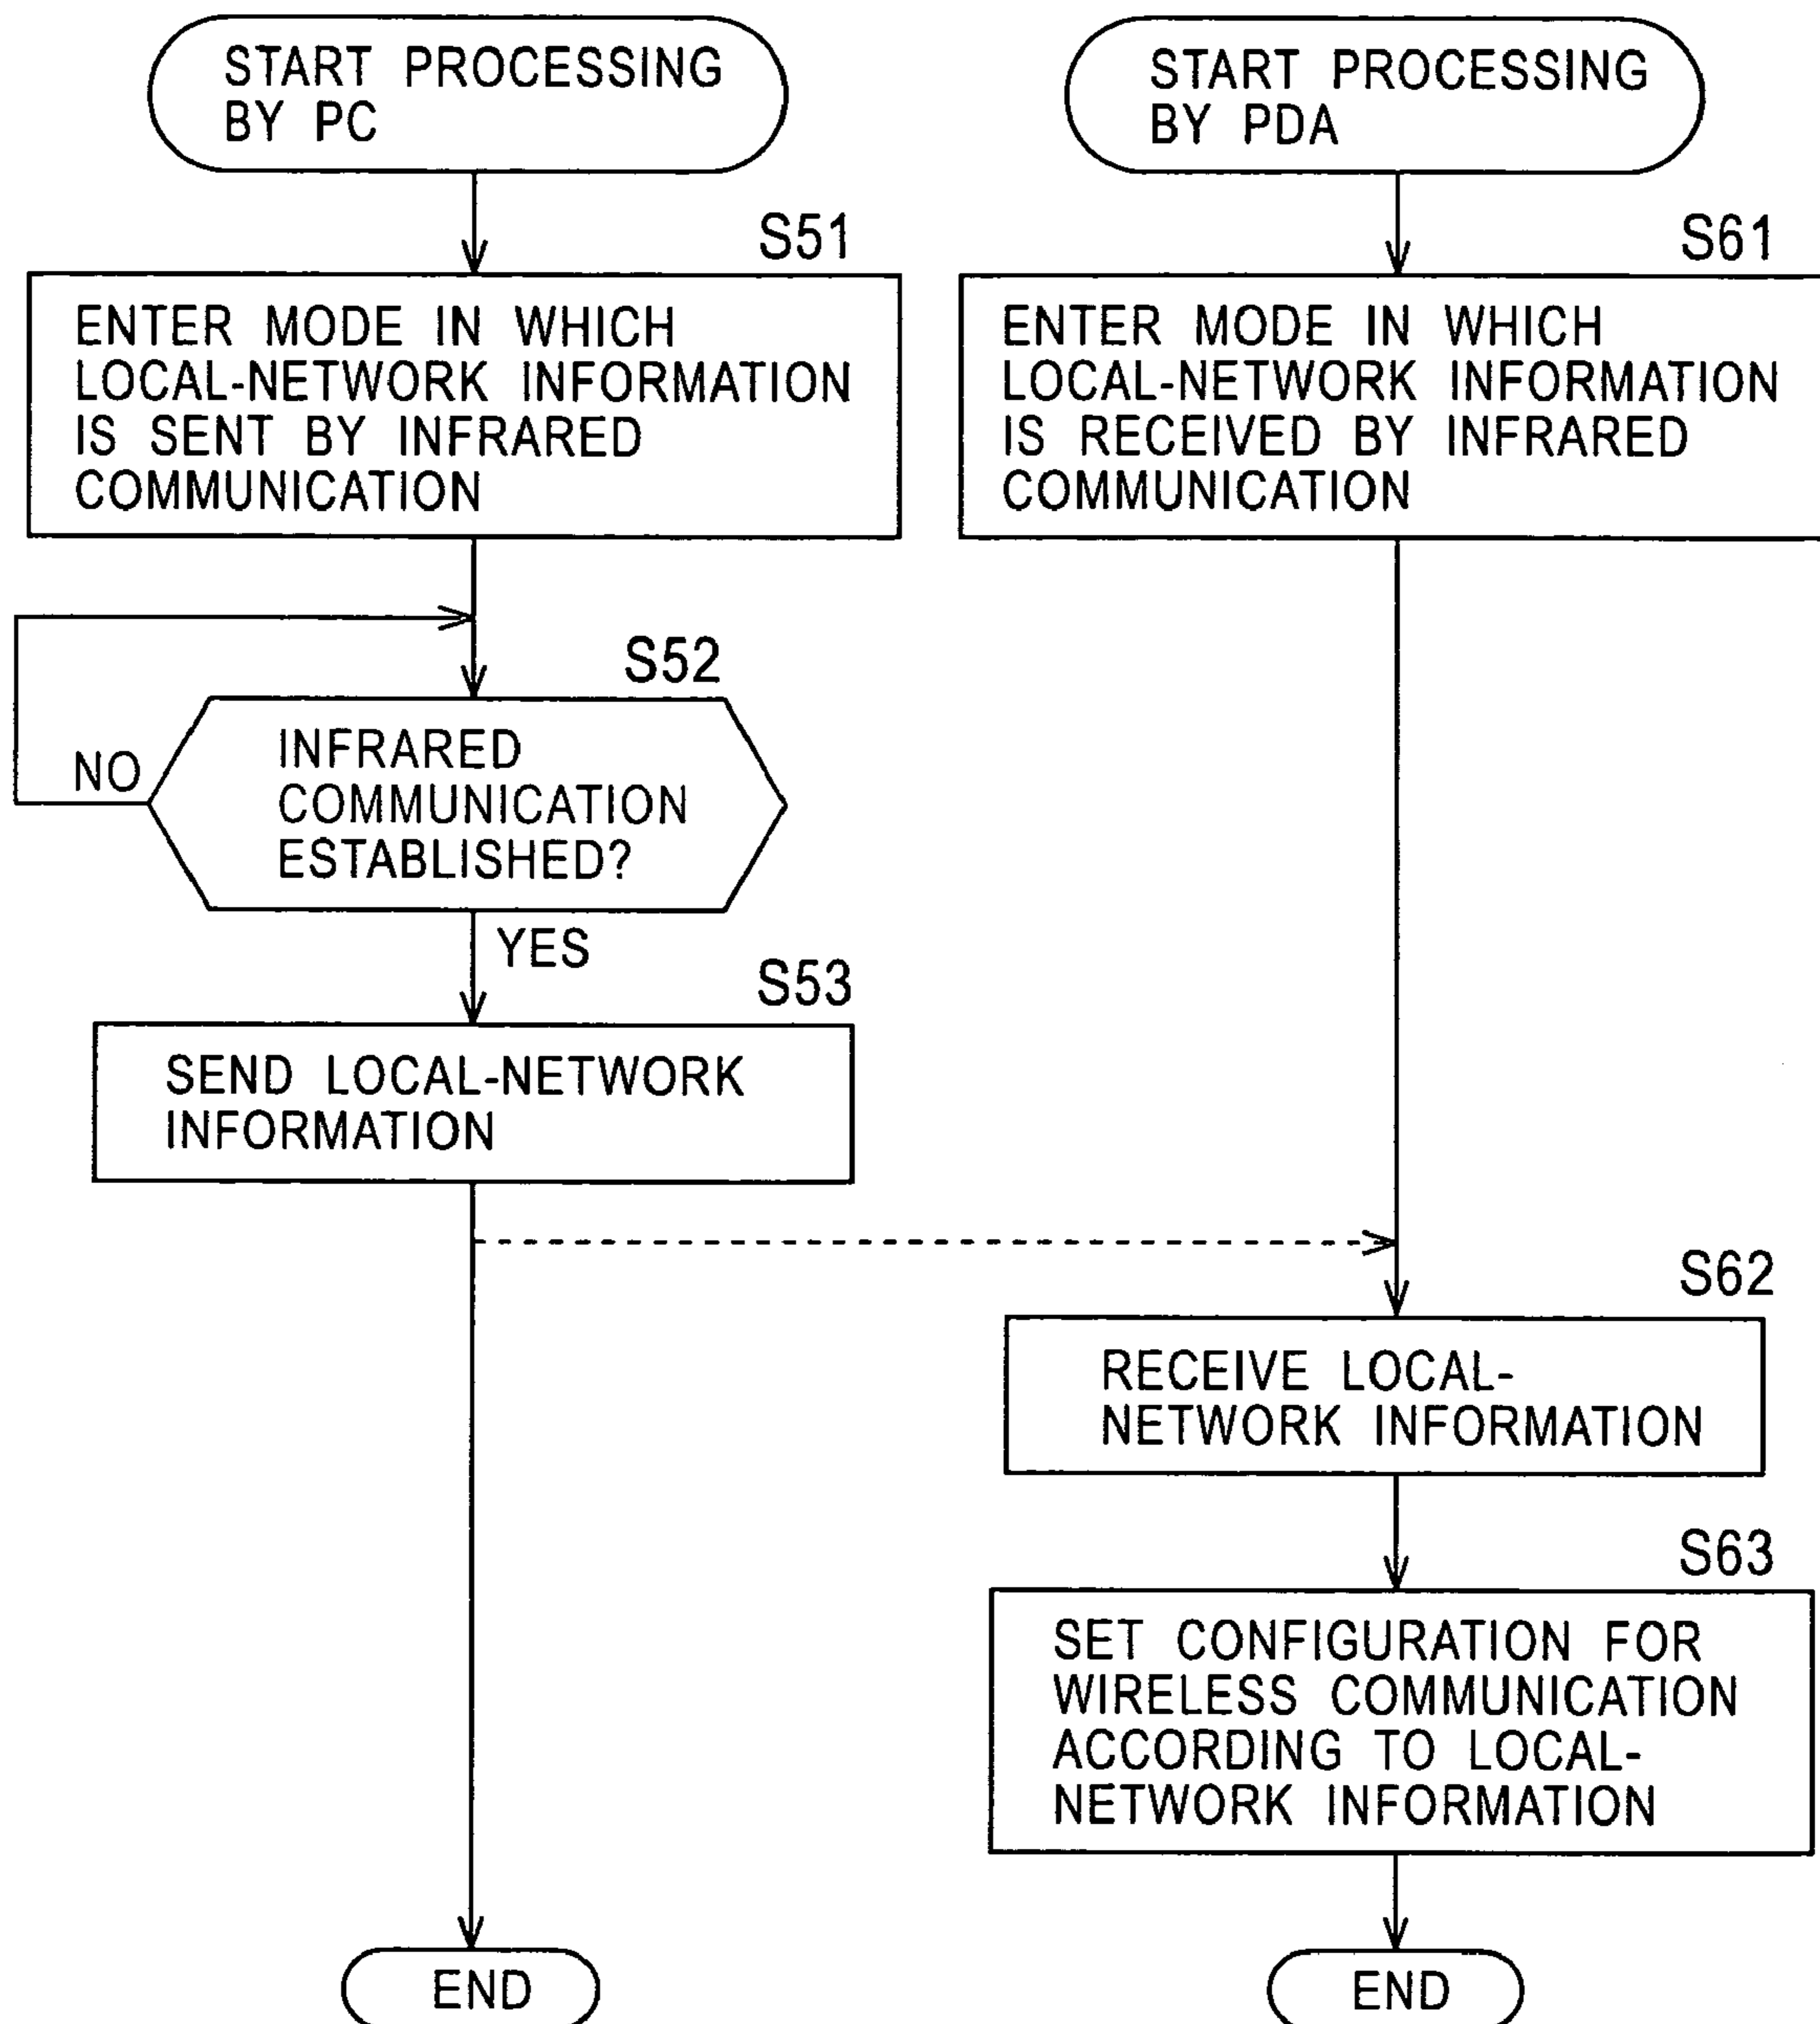 START PROCESSING
BY PC
S51
ENTER MODE IN WHICH
LOCAL-NETWORK INFORMATION
IS SENT BY INFRARED
COMMUNICATION
S52
NO
INFRARED
COMMUNICATION
ESTABLISHED?
YES
S53
SEND LOCAL-NETWORK
INFORMATION
END
START PROCESSING
BY PDA
S61
ENTER MODE IN WHICH
LOCAL-NETWORK INFORMATION
IS RECEIVED BY INFRARED
COMMUNICATION
S62
RECEIVE LOCAL-
NETWORK INFORMATION
S63
SET CONFIGURATION FOR
WIRELESS COMMUNICATION
ACCORDING TO LOCAL-
NETWORK INFORMATION
END